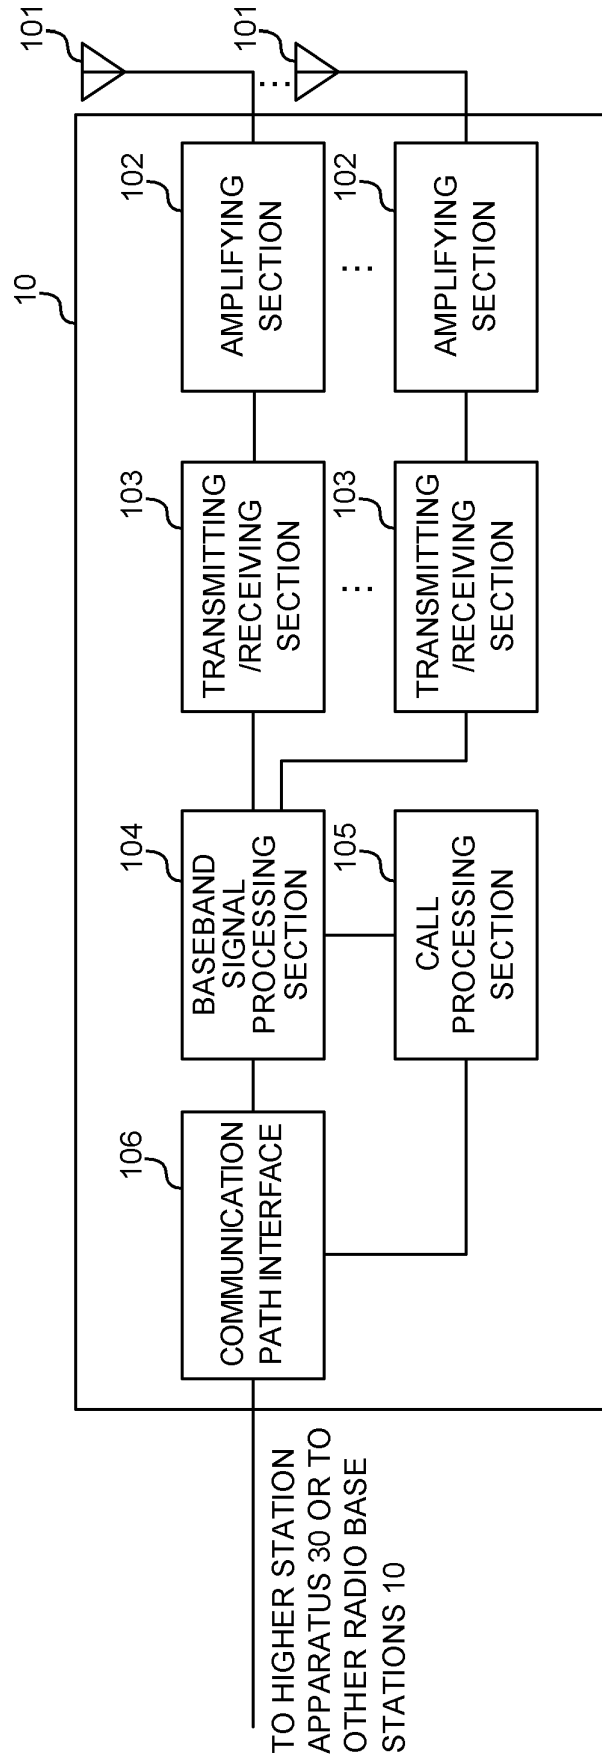 10
101
101
102
AMPLIFYING
SECTION
...
102
AMPLIFYING
SECTION
...
103
TRANSMITTING
/RECEIVING
SECTION
...
103
TRANSMITTING
/RECEIVING
SECTION
104
BASEBAND
SIGNAL
PROCESSING
SECTION
105
CALL
PROCESSING
SECTION
106
COMMUNICATION
PATH INTERFACE
TO HIGHER STATION
APPARATUS 30 OR TO
OTHER RADIO BASE
STATIONS 10